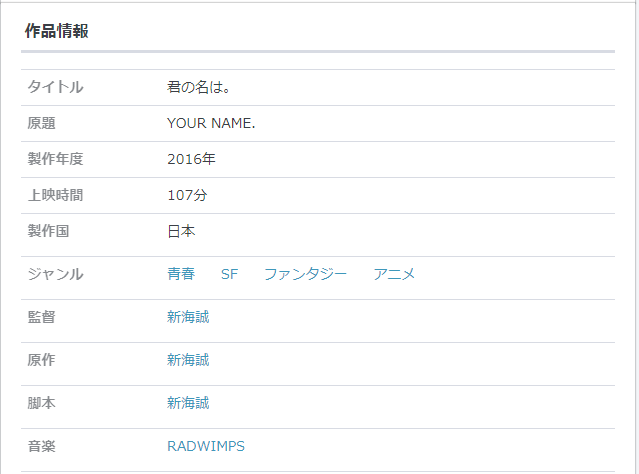 作品情報
タイトル 君の名は。
原題 YOUR NAME.
製作年度 2016年
上映時間 107分
製作国 日本
ジャンル 青春 SF ファンタジー アニメ
監督 新海誠
原作 新海誠
脚本 新海誠
音楽 RADWIMPS